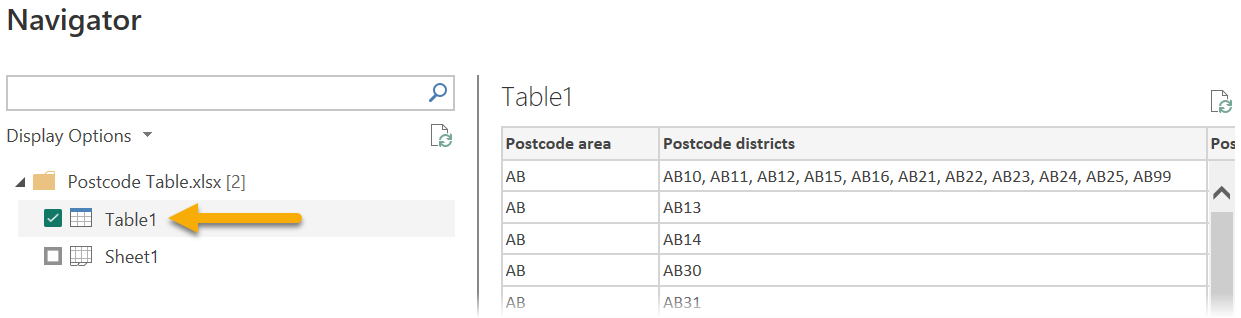 Navigator
Display Options
Postcode Table.xlsx [2]
Table1
Sheet1
Table1
Postcode area Postcode districts Pos
AB AB10, AB11, AB12, AB15, AB16, AB21, AB22, AB23, AB24, AB25, AB99
AB AB13
AB AB14
AB AB30
AB AB31